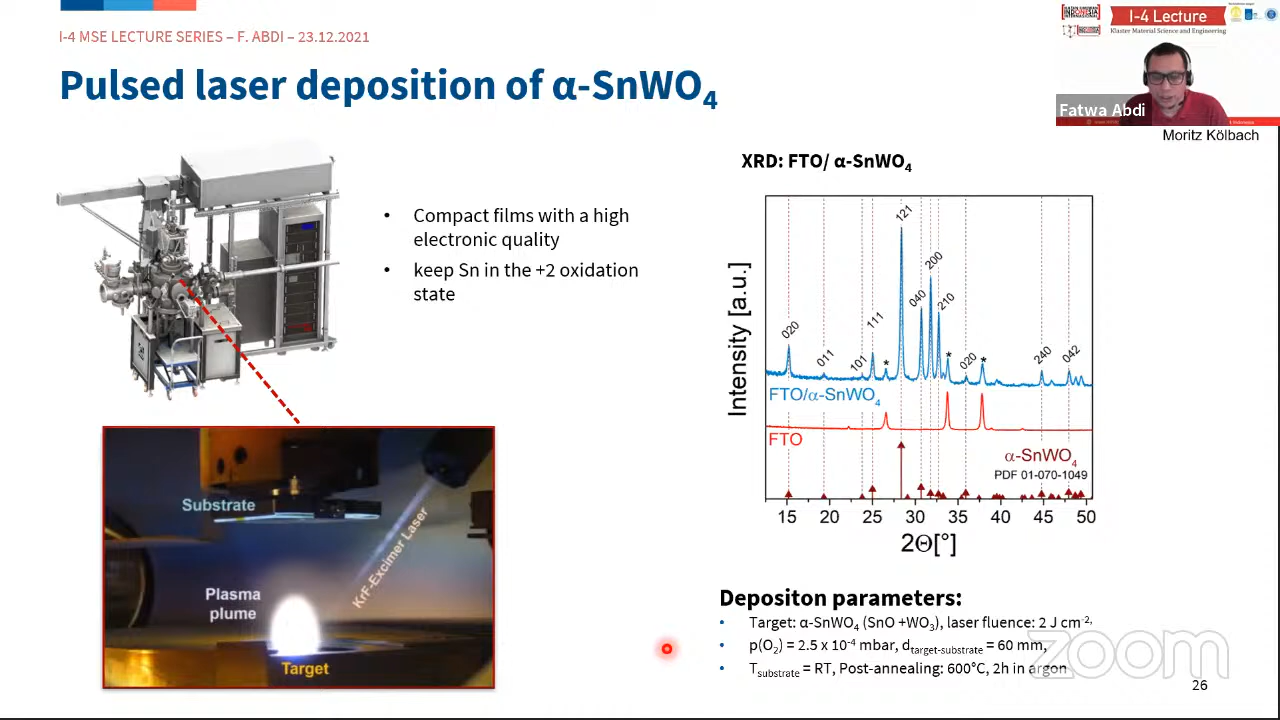 I-4 MSE LECTURE SERIES – F. ABDI – 23.12.2021
Pulsed laser deposition of α-SnWO4
I-4 Lecture
Kluster Material Science and Engineering
Fatwa Abdi
Moritz Kölbach
• Compact films with a high
electronic quality
• keep Sn in the +2 oxidation
state
Substrate
KrF-Excimer Laser
Plasma
plume
Target
XRD: FTO/ α-SnWO4
Intensity [a.u.]
020
011
101
111
*
121
040
200
210
*
020
*
240
042
FTO/α-SnWO4
FTO
α-SnWO4
PDF 01-070-1049
15 20 25 30 35 40 45 50
2Θ[°]
Depositon parameters:
• Target: α-SnWO4 (SnO +WO3), laser fluence: 2 J cm-2,
• p(O2) = 2.5 x 10-4 mbar, dtarget-substrate = 60 mm,
• Tsubstrate = RT, Post-annealing: 600°C, 2h in argon
zoom
26